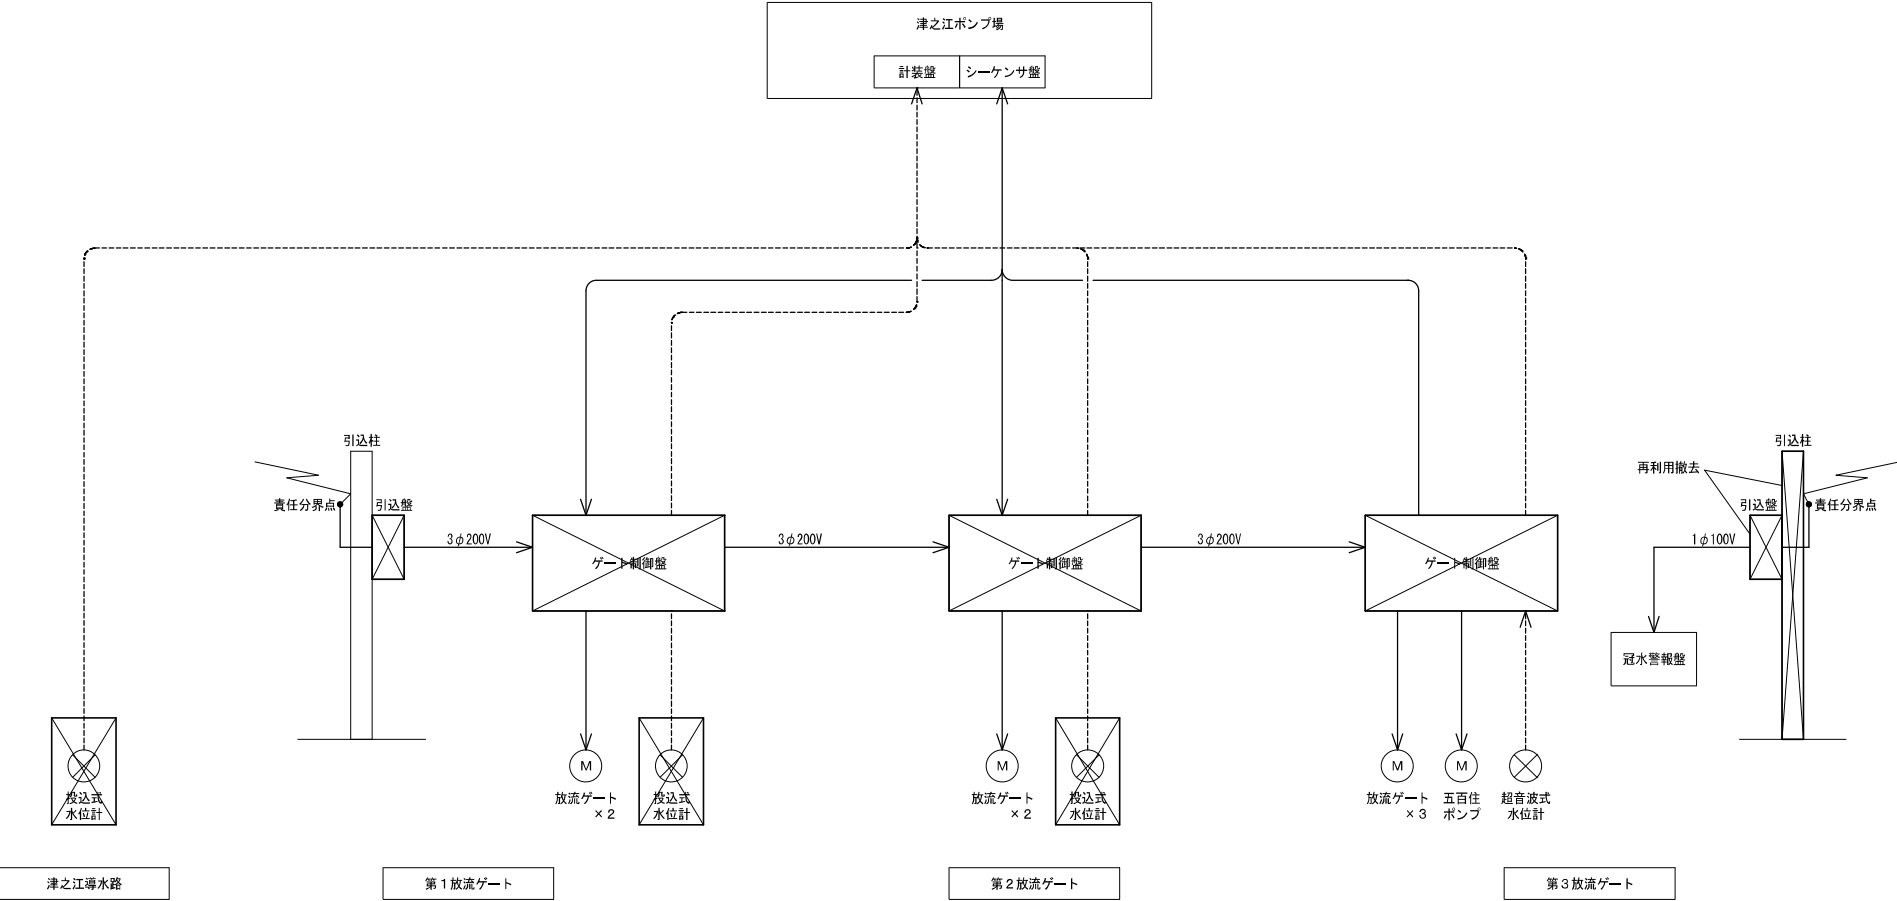 津之江ポンプ場
計装盤
シーケンサ盤
引込柱
責任分界点
引込盤
3φ200V
3φ200V
3φ200V
引込柱
再利用撤去
引込盤
責任分界点
1φ100V
ゲート制御盤
ゲート制御盤
ゲート制御盤
冠水警報盤
M
M
M
M
投込式
水位計
放流ゲート
×2
投込式
水位計
放流ゲート
×2
投込式
水位計
放流ゲート
×3
五百住
ポンプ
超音波式
水位計
津之江導水路
第1放流ゲート
第2放流ゲート
第3放流ゲート